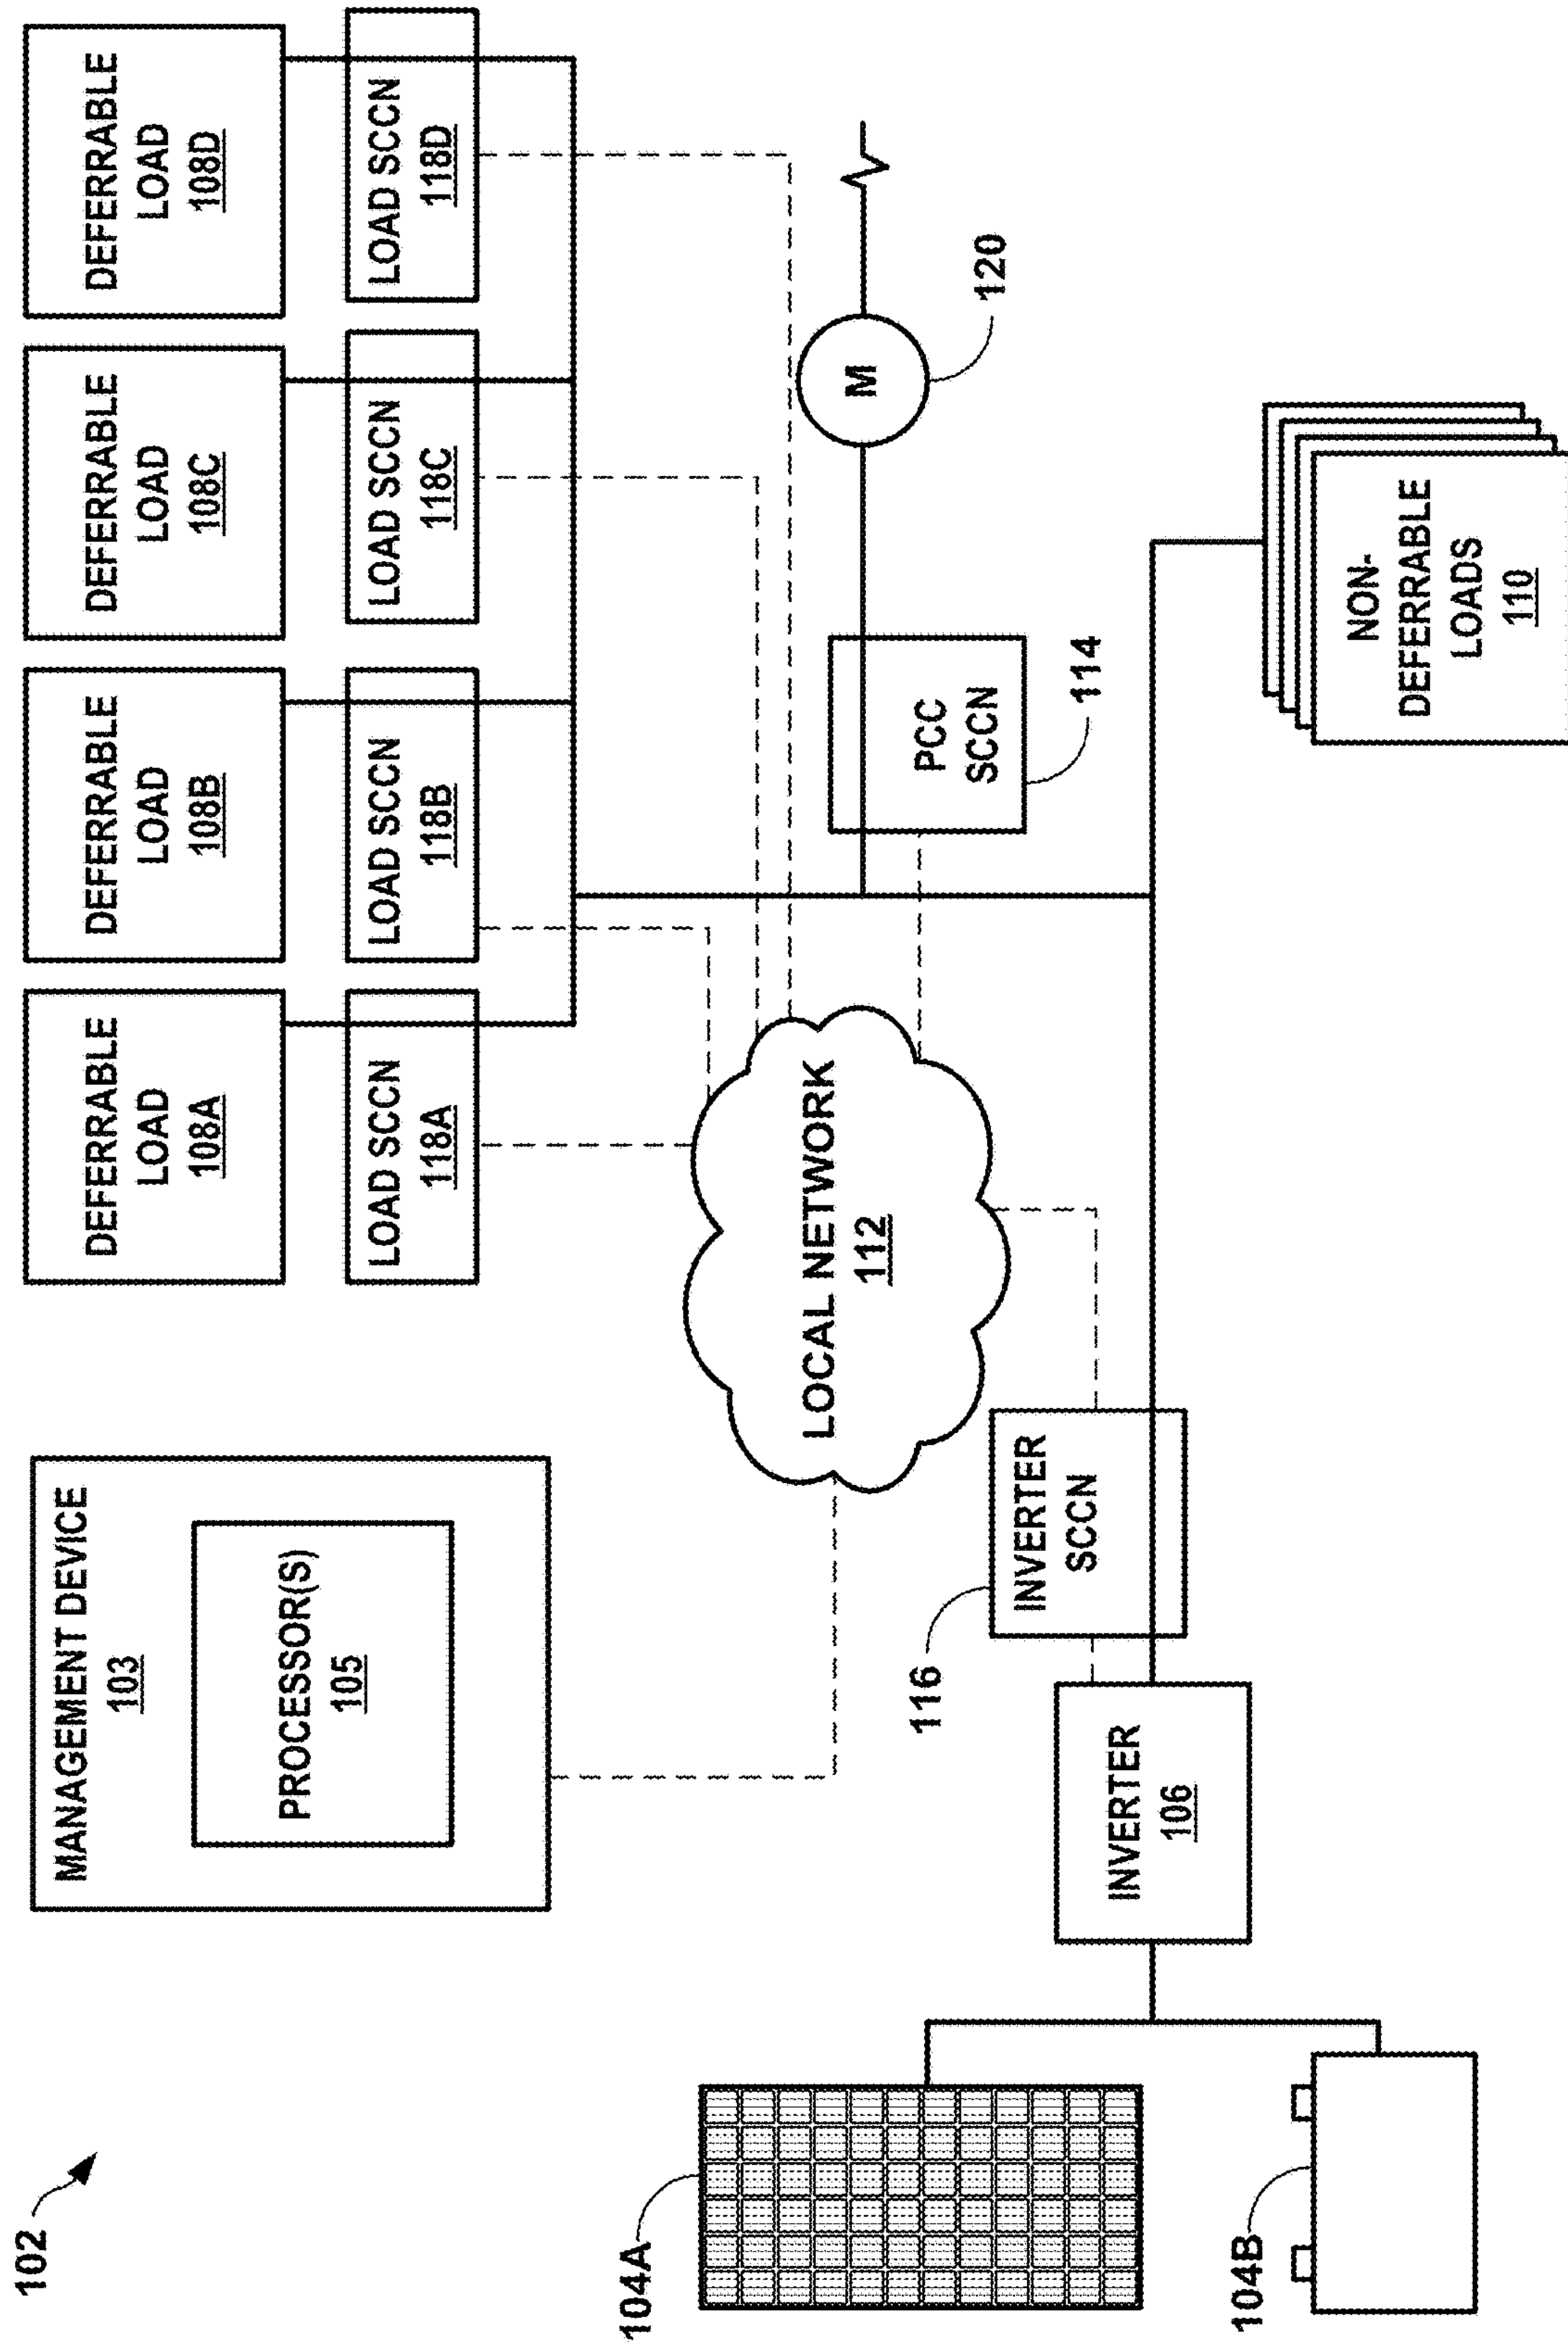 102
MANAGEMENT DEVICE
103
PROCESSOR(S)
105
DEFERRABLE
LOAD
108A
DEFERRABLE
LOAD
108B
DEFERRABLE
LOAD
108C
DEFERRABLE
LOAD
108D
LOAD SCCN
118A
LOAD SCCN
118B
LOAD SCCN
118C
LOAD SCCN
118D
LOCAL NETWORK
112
M
120
PCC
SCCN
114
104A
116
INVERTER
SCCN
INVERTER
106
104B
NON-
DEFERRABLE
LOADS
110